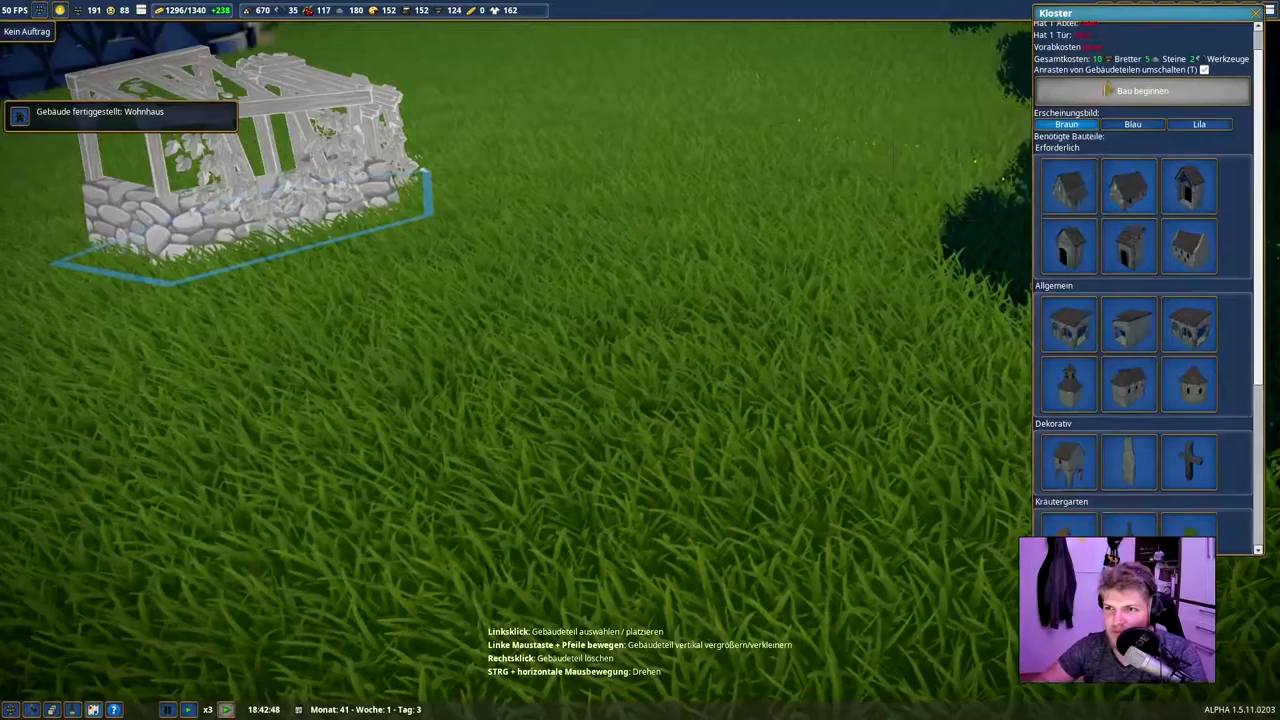 50 FPS
191
88
1296/1340 +238
670
35
117
180
152
152
124
0
162
Kein Auftrag
Gebäude fertiggestellt: Wohnhaus
Kloster
Hat 1 Abtei:
Hat 1 Tür:
Vorabkosten
Gesamtkosten: 10 Bretter 5 Steine 2 Werkzeuge
Anrasten von Gebäudeteilen umschalten (T)
Bau beginnen
Erscheinungsbild:
Braun
Blau
Lila
Benötigte Bauteile:
Erforderlich
Allgemein
Dekorativ
Kräutergarten
Linksklick: Gebäudeteil auswählen / platzieren
Linke Maustaste + Pfeile bewegen: Gebäudeteil vertikal vergrößern/verkleinern
Rechtsklick: Gebäudeteil löschen
STRG + horizontale Mausbewegung: Drehen
x3
18:42:48
Monat: 41 - Woche: 1 - Tag: 3
ALPHA 1.5.11.0203